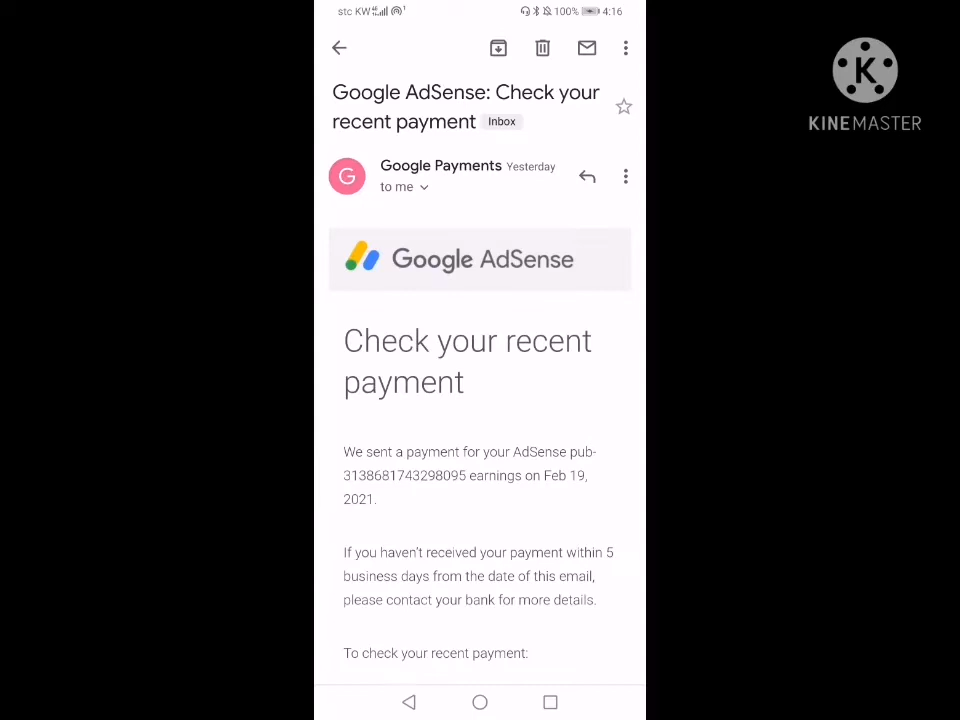 stc KW 100% 4:16
K
KINEMASTER
Google AdSense: Check your
recent payment Inbox
G
Google Payments Yesterday
to me
Google AdSense
Check your recent
payment
We sent a payment for your AdSense pub-
3138681743298095 earnings on Feb 19,
2021.
If you haven't received your payment within 5
business days from the date of this email,
please contact your bank for more details.
To check your recent payment: